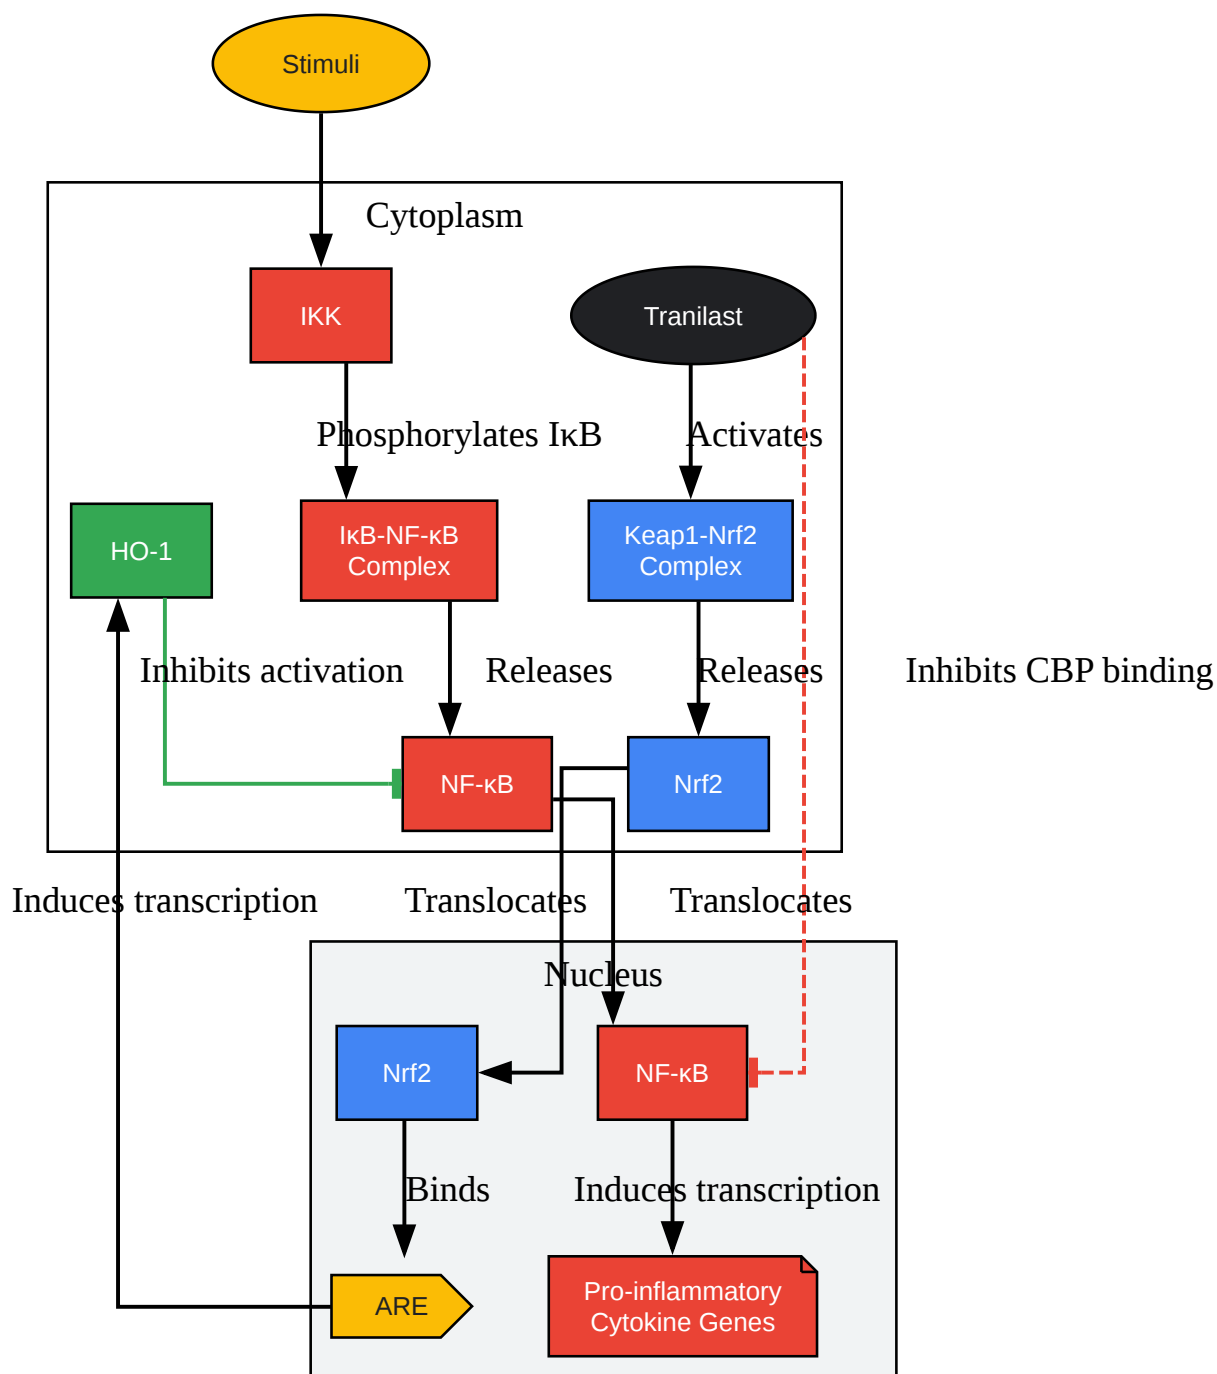 Stimuli
Cytoplasm
IKK
Tranilast
Phosphorylates IκB
Activates
HO-1
IκB-NF-κB
Complex
Keap1-Nrf2
Complex
Inhibits activation
Releases
Releases
Inhibits CBP binding
NF-κB
Nrf2
Induces transcription
Translocates
Translocates
Nucleus
Nrf2
NF-κB
Binds
Induces transcription
ARE
Pro-inflammatory
Cytokine Genes